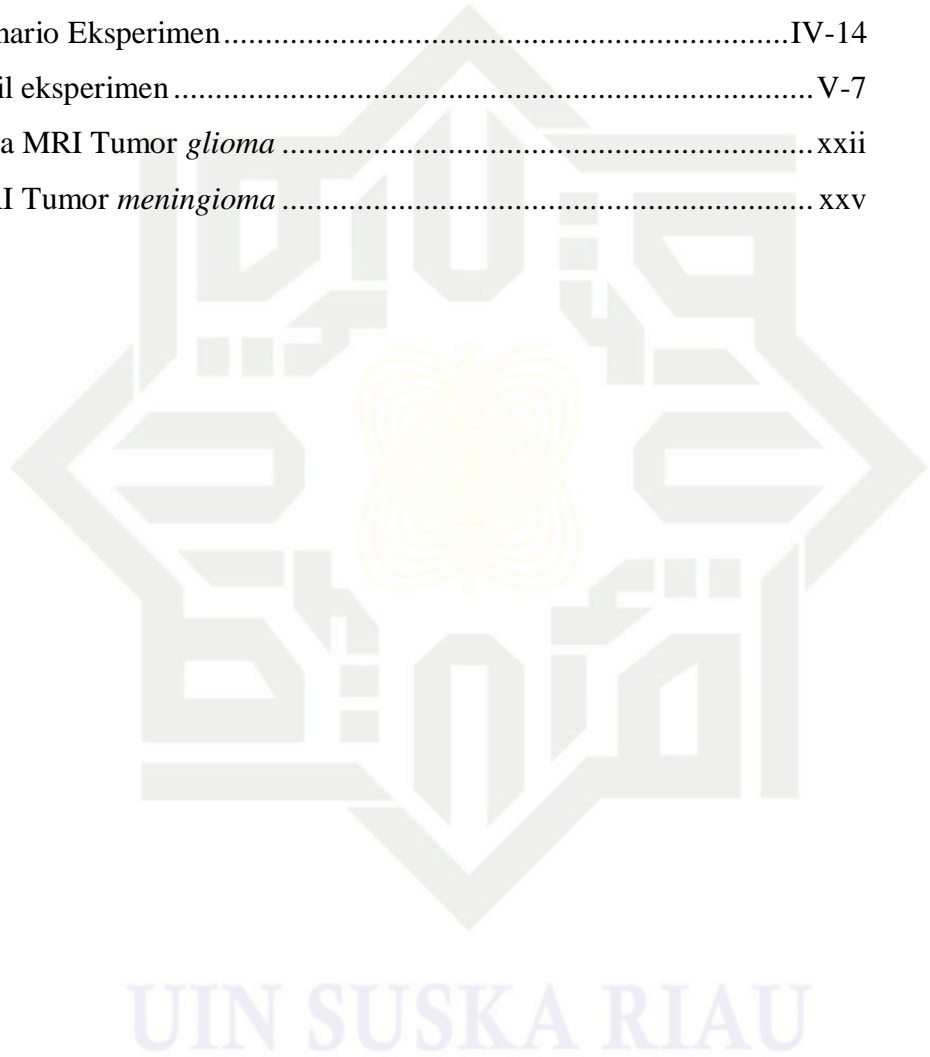 nario Eksperimen.......................................................................IV-14
il eksperimen................................................................................V-7
a MRI Tumor glioma..................................................................xxii
I Tumor meningioma..................................................................xxv
UIN SUSKA RIAU